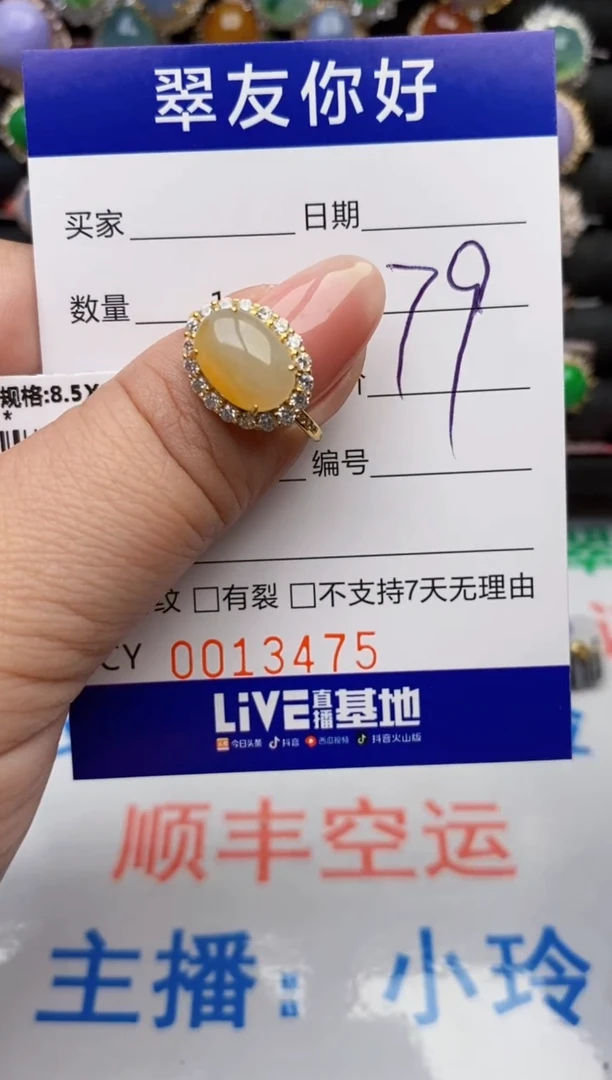 翠友你好
买家 日期
数量 1 79
规格:8.5
*
编号
纹 □有裂 □不支持7天无理由
CY 0013475
LiVE直播基地
今日头条 抖音 西瓜视频 抖音火山版
顺丰空运
主播: 小玲